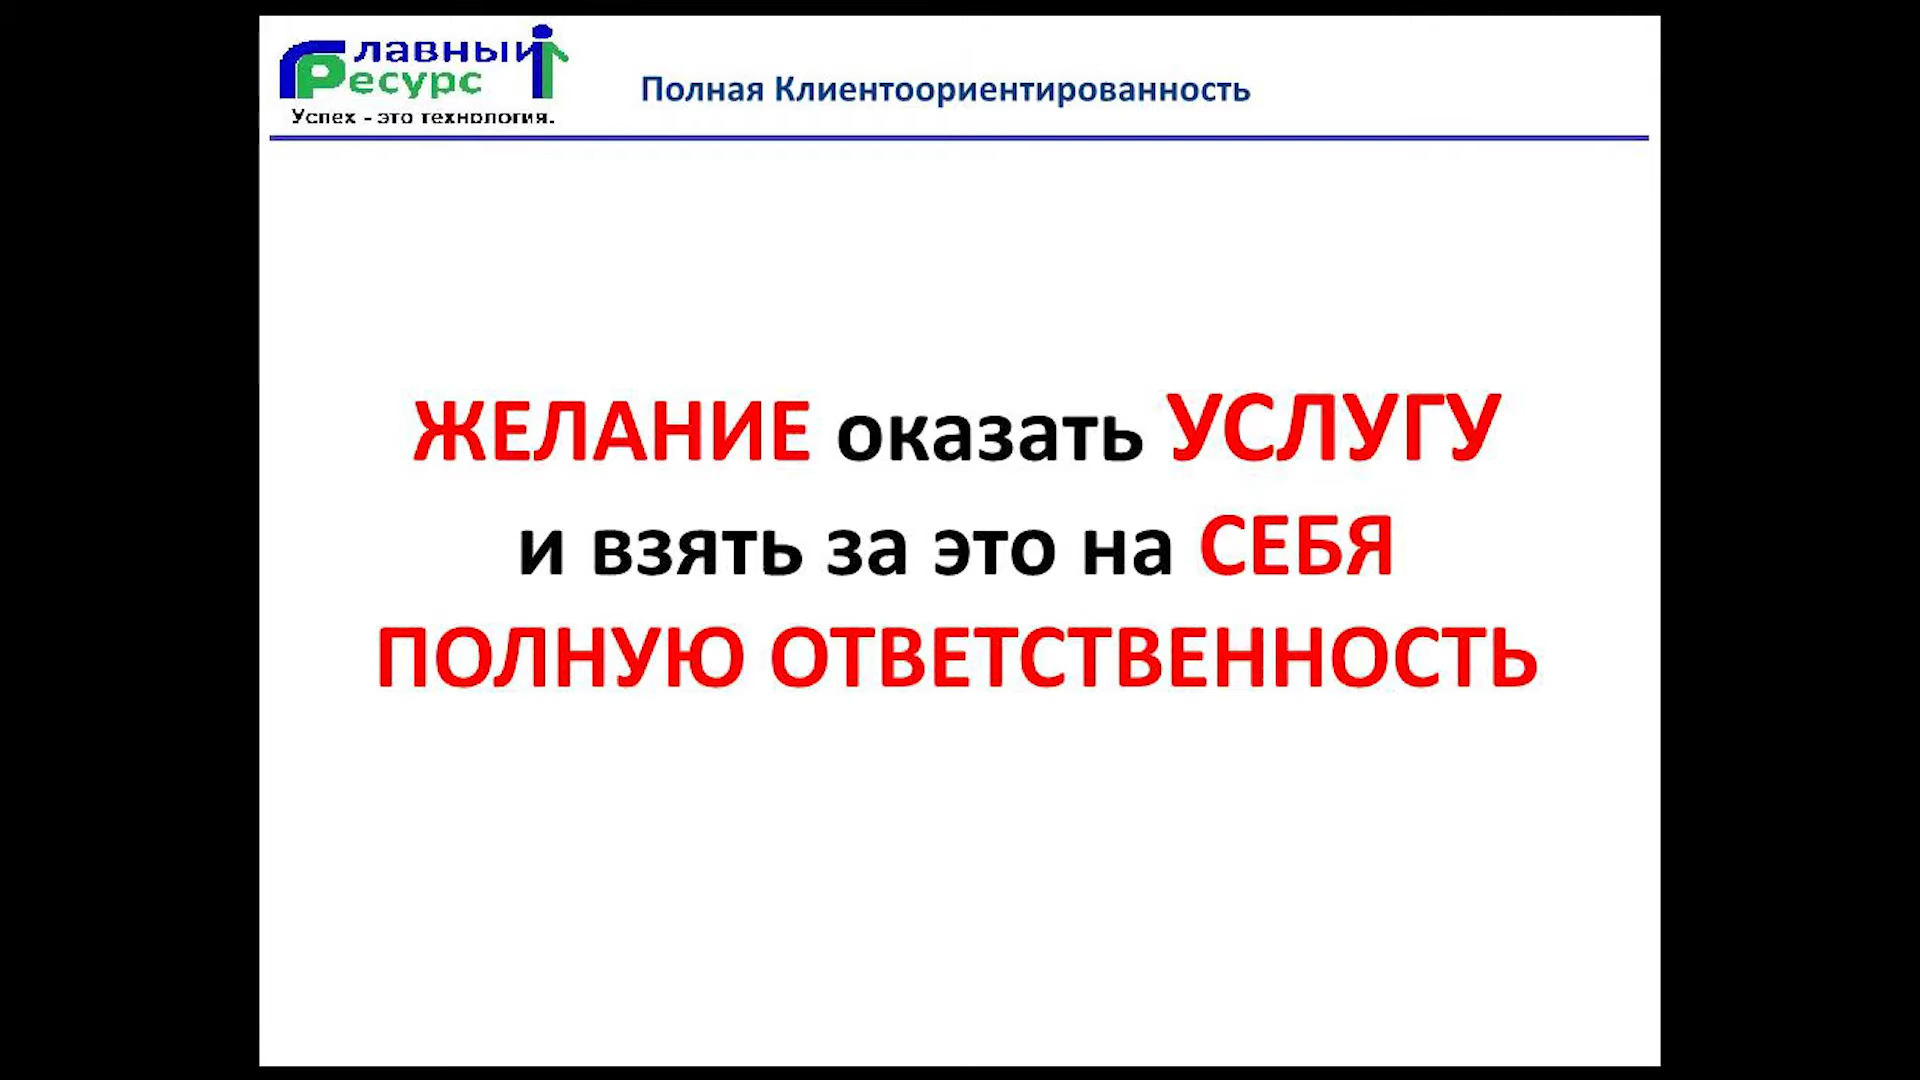 Главный
Ресурс
Успех - это технология.
Полная Клиентоориентированность
ЖЕЛАНИЕ оказать УСЛУГУ
и взять за это на СЕБЯ
ПОЛНУЮ ОТВЕТСТВЕННОСТЬ